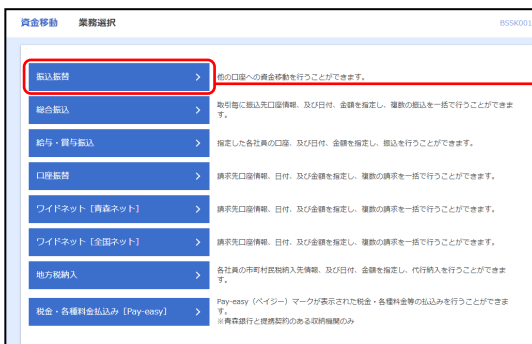 資金移動 業務選択
BSSK001
振込振替
他の口座への資金移動を行うことができます。
総合振込
取引毎に振込先口座情報、及び日付、金額を指定し、複数の振込を一括で行うことができま
す。
給与・賞与振込
指定した各社員の口座、及び日付、金額を指定し、振込を行うことができます。
口座振替
請求先口座情報、日付、及び金額を指定し、複数の請求を一括で行うことができます。
ワイドネット［青森ネット］
請求先口座情報、日付、及び金額を指定し、複数の請求を一括で行うことができます。
ワイドネット［全国ネット］
請求先口座情報、日付、及び金額を指定し、複数の請求を一括で行うことができます。
地方税納入
各社員の市町村民税納入先情報、及び日付、金額を指定し、代行納入を行うことができま
す。
税金・各種料金払込み［Pay-easy］
Pay-easy（ペイジー）マークが表示された税金・各種料金等の払込みを行うことができま
す。
※青森銀行と提携契約のある収納機関のみ